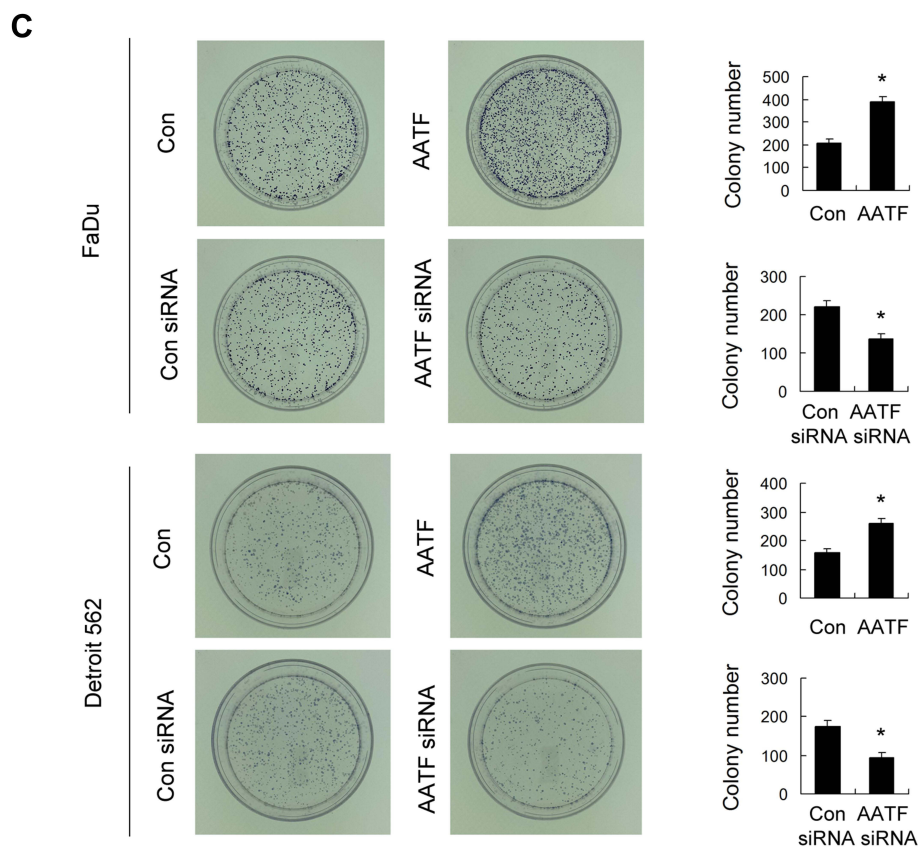 C
FaDu
Con
AATF
Colony number
500
400
300
200
100
0
*
Con AATF
Con siRNA
AATF siRNA
Colony number
300
200
100
0
*
Con AATF
siRNA siRNA
Detroit 562
Con
AATF
Colony number
400
300
200
100
0
*
Con AATF
Con siRNA
AATF siRNA
Colony number
300
200
100
0
*
Con AATF
siRNA siRNA